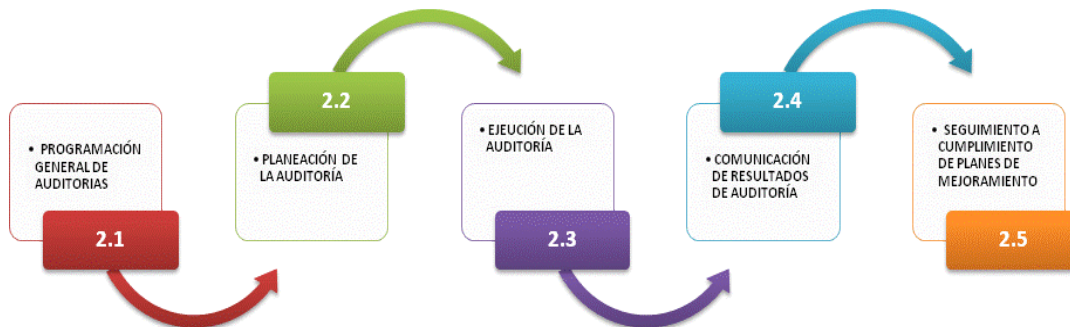 • PROGRAMACIÓN
GENERAL DE
AUDITORIAS
2.1
2.2
• PLANEACIÓN DE
LA AUDITORÍA
• EJECUCIÓN DE LA
AUDITORÍA
2.3
2.4
• COMUNICACIÓN
DE RESULTADOS
DE AUDITORÍA
• SEGUIMIENTO A
CUMPLIMIENTO
DE PLANES DE
MEJORAMIENTO
2.5